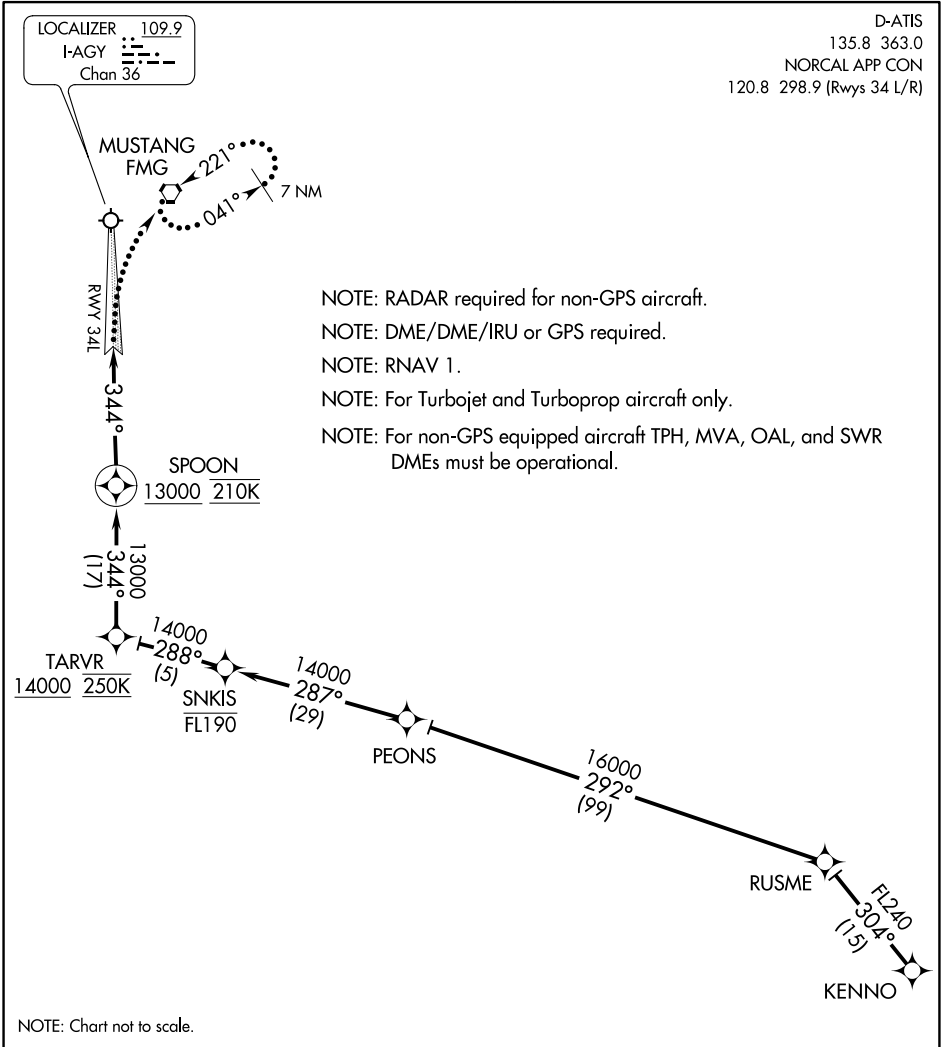 LOCALIZER 109.9
I-AGY
Chan 36
D-ATIS
135.8 363.0
NORCAL APP CON
120.8 298.9 (Rwys 34 L/R)
MUSTANG
FMG
221°
041°
7 NM
RWY 34L
NOTE: RADAR required for non-GPS aircraft.
NOTE: DME/DME/IRU or GPS required.
NOTE: RNAV 1.
NOTE: For Turbojet and Turboprop aircraft only.
NOTE: For non-GPS equipped aircraft TPH, MVA, OAL, and SWR
DMEs must be operational.
344°
SPOON
13000 210K
13000
344°
(17)
TARVR
14000 250K
14000
288°
(5)
SNKIS
FL190
14000
287°
(29)
PEONS
16000
292°
(99)
RUSME
FL240
304°
(15)
KENNO
NOTE: Chart not to scale.